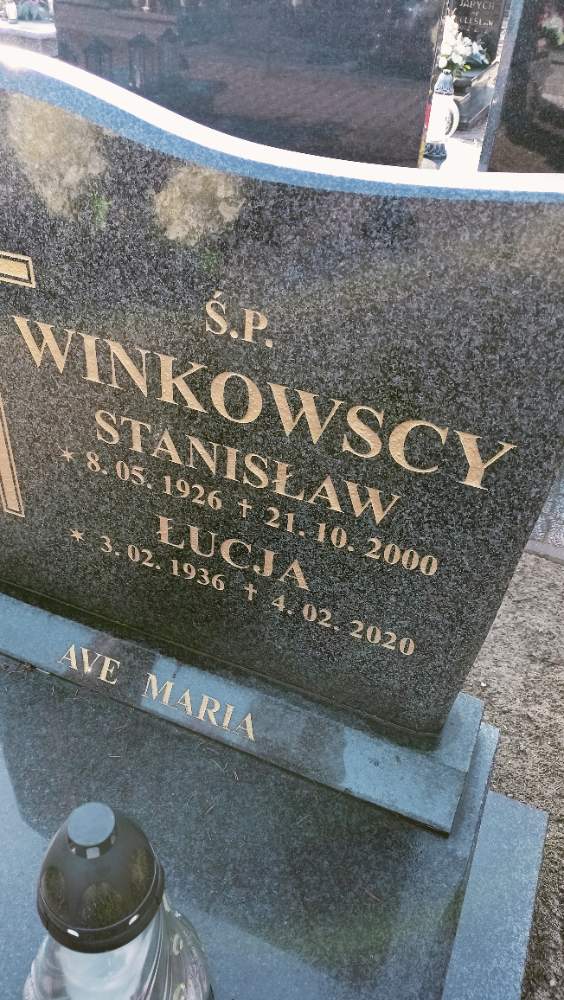 Ś.P.
WINKOWSCY
STANISŁAW
* 8. 05. 1926 ✝ 21. 10. 2000
ŁUCJA
* 3. 02. 1936 ✝ 4. 02. 2020
AVE MARIA